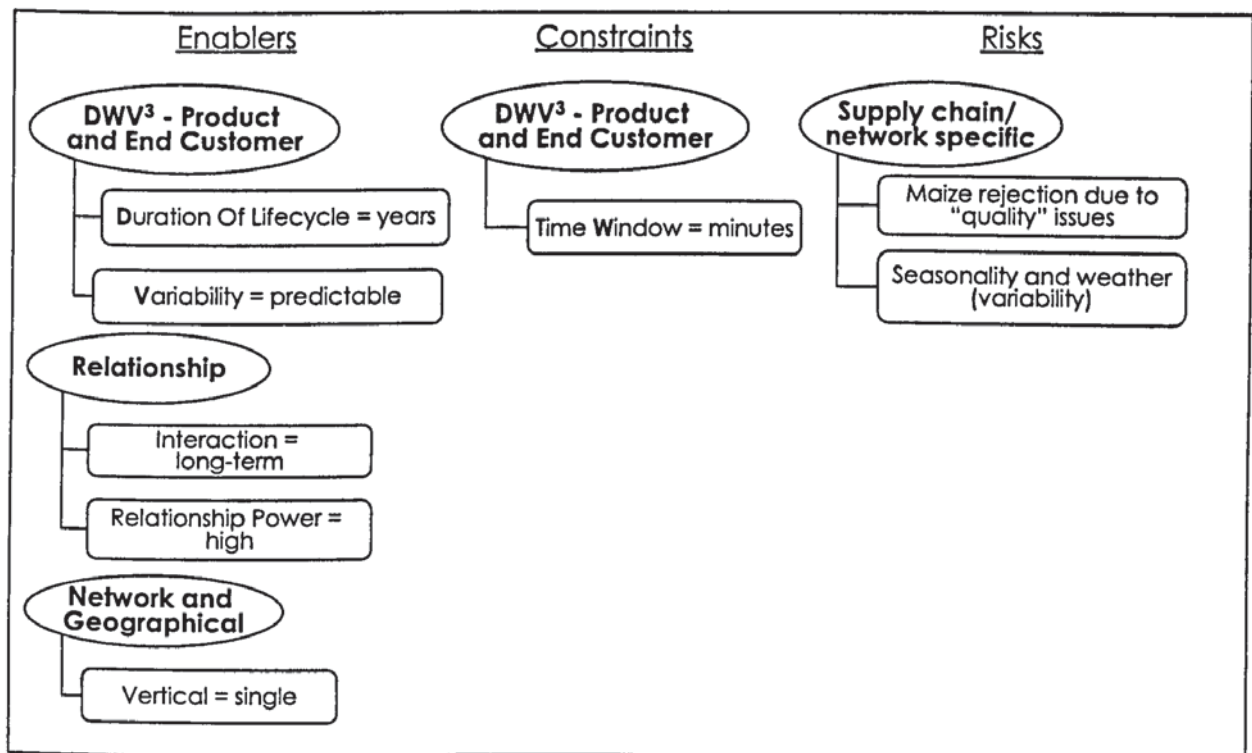 Enablers
DWV³ - Product
and End Customer
Duration Of Lifecycle = years
Variability = predictable
Relationship
Interaction =
long-term
Relationship Power =
high
Network and
Geographical
Vertical = single
Constraints
DWV³ - Product
and End Customer
Time Window = minutes
Risks
Supply chain/
network specific
Maize rejection due to
"quality" issues
Seasonality and weather
(variability)